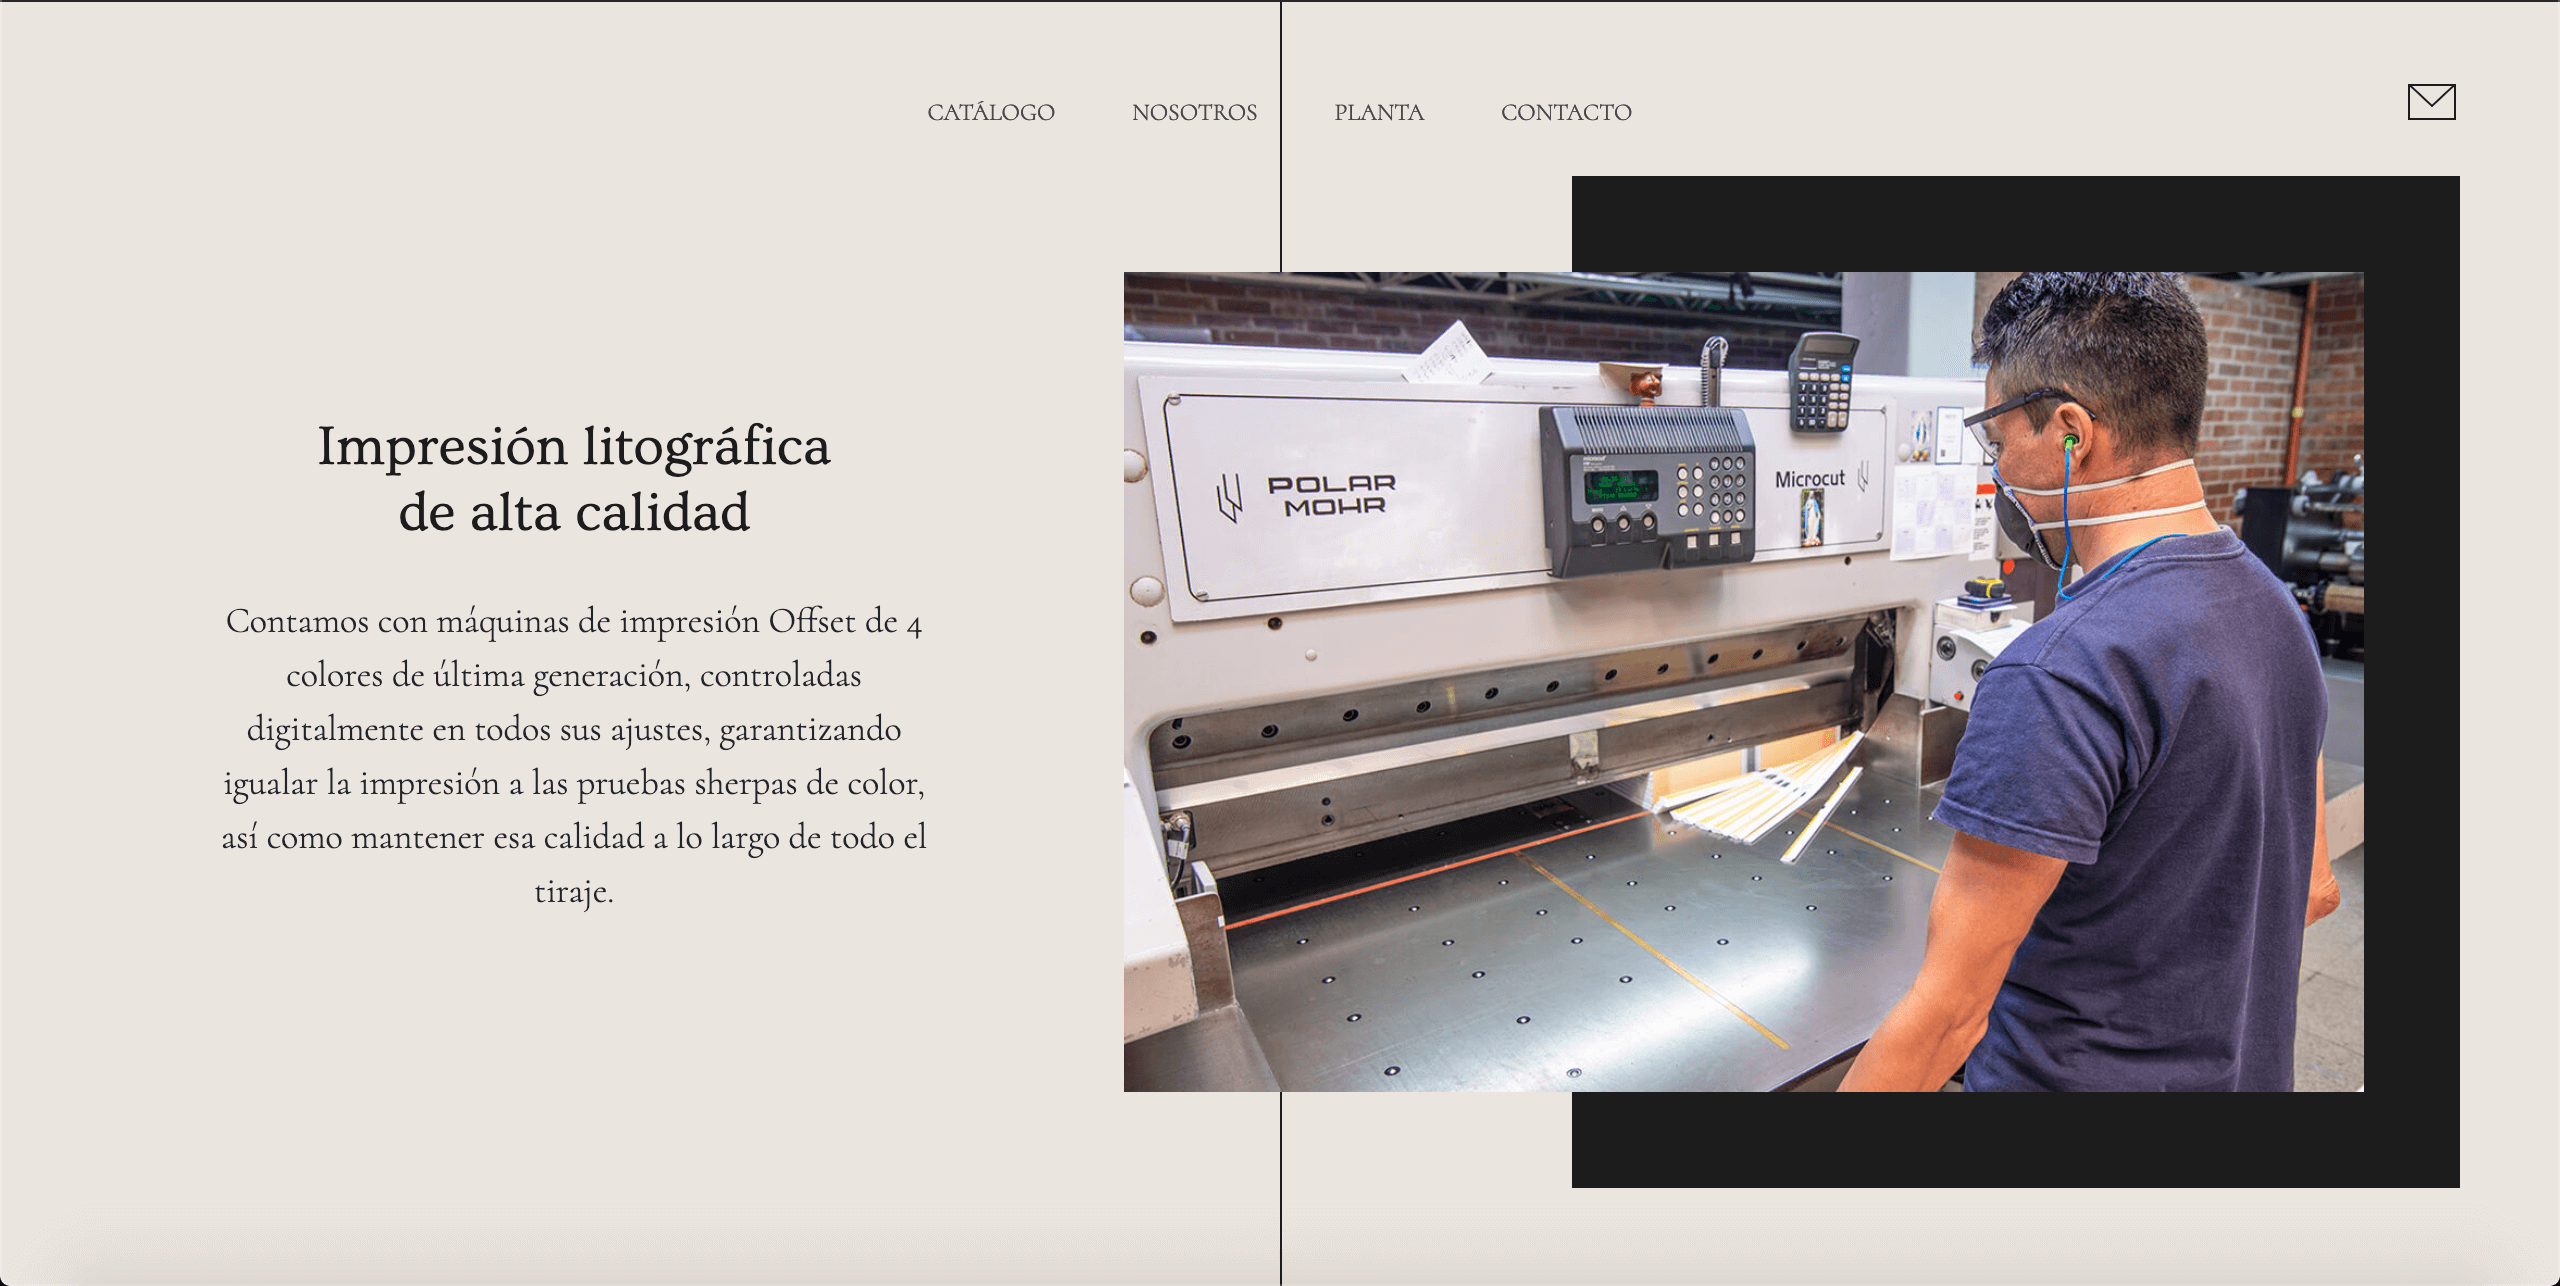 CATÁLOGO NOSOTROS PLANTA CONTACTO
Impresión litográfica
de alta calidad
Contamos con máquinas de impresión Offset de 4
colores de última generación, controladas
digitalmente en todos sus ajustes, garantizando
igualar la impresión a las pruebas sherpas de color,
así como mantener esa calidad a lo largo de todo el
tiraje.
POLAR
MOHR
Microcut